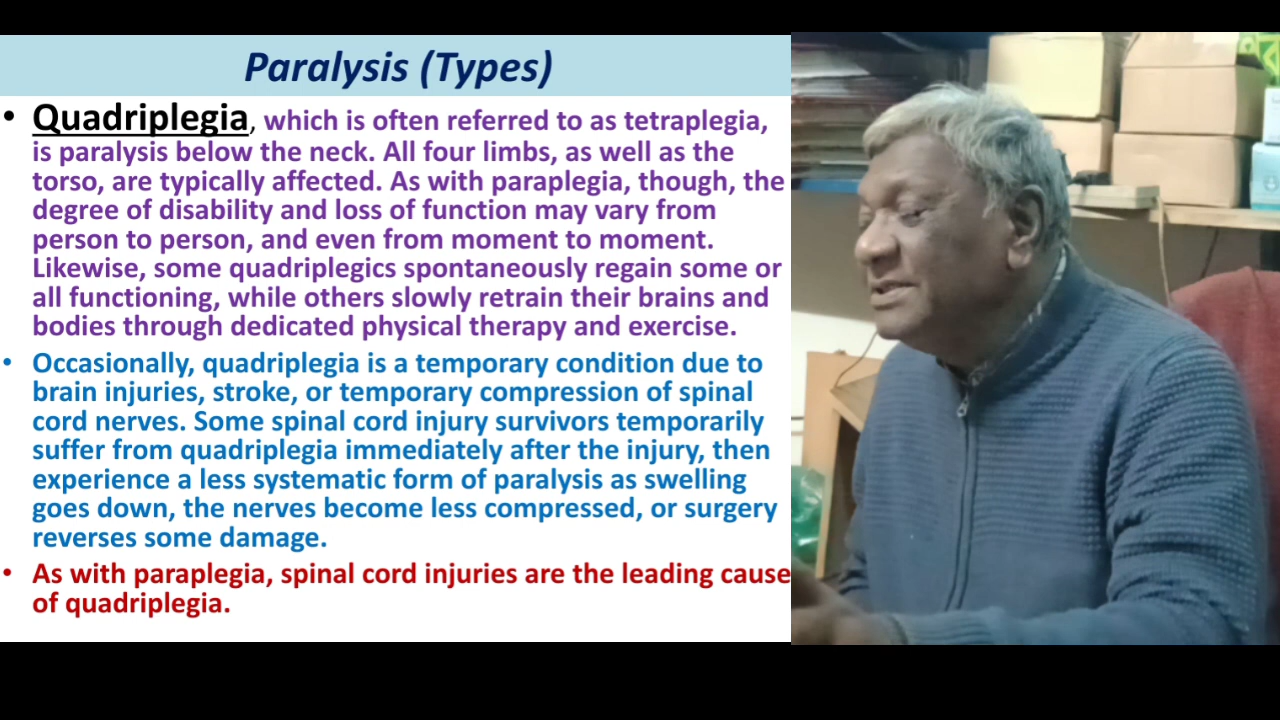 Paralysis (Types)
• Quadriplegia, which is often referred to as tetraplegia,
is paralysis below the neck. All four limbs, as well as the
torso, are typically affected. As with paraplegia, though, the
degree of disability and loss of function may vary from
person to person, and even from moment to moment.
Likewise, some quadriplegics spontaneously regain some or
all functioning, while others slowly retrain their brains and
bodies through dedicated physical therapy and exercise.
• Occasionally, quadriplegia is a temporary condition due to
brain injuries, stroke, or temporary compression of spinal
cord nerves. Some spinal cord injury survivors temporarily
suffer from quadriplegia immediately after the injury, then
experience a less systematic form of paralysis as swelling
goes down, the nerves become less compressed, or surgery
reverses some damage.
• As with paraplegia, spinal cord injuries are the leading cause
of quadriplegia.